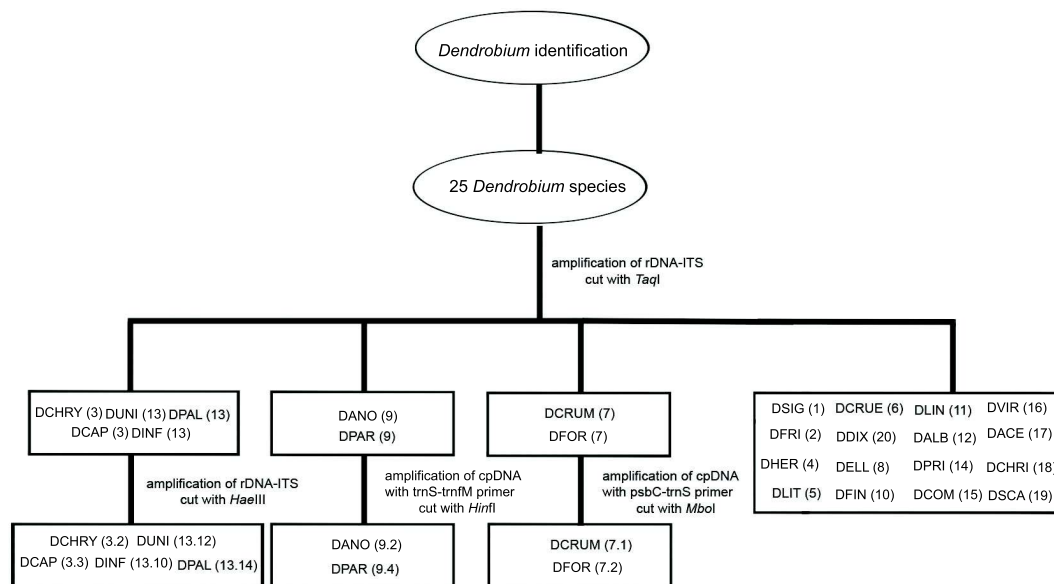 Dendrobium identification
25 Dendrobium species
amplification of rDNA-ITS
cut with TaqI
DCHRY (3) DUNI (13) DPAL (13)
DCAP (3) DINF (13)
DANO (9)
DPAR (9)
DCRUM (7)
DFOR (7)
DSIG (1) DCRUE (6) DLIN (11) DVIR (16)
DFRI (2) DDIX (20) DALB (12) DACE (17)
DHER (4) DELL (8) DPRI (14) DCHRI (18)
DLIT (5) DFIN (10) DCOM (15) DSCA (19)
amplification of rDNA-ITS
cut with HaeIII
amplification of cpDNA
with trnS-trnfM primer
cut with HinfI
amplification of cpDNA
with psbC-trnS primer
cut with MboI
DCHRY (3.2) DUNI (13.12)
DCAP (3.3) DINF (13.10) DPAL (13.14)
DANO (9.2)
DPAR (9.4)
DCRUM (7.1)
DFOR (7.2)